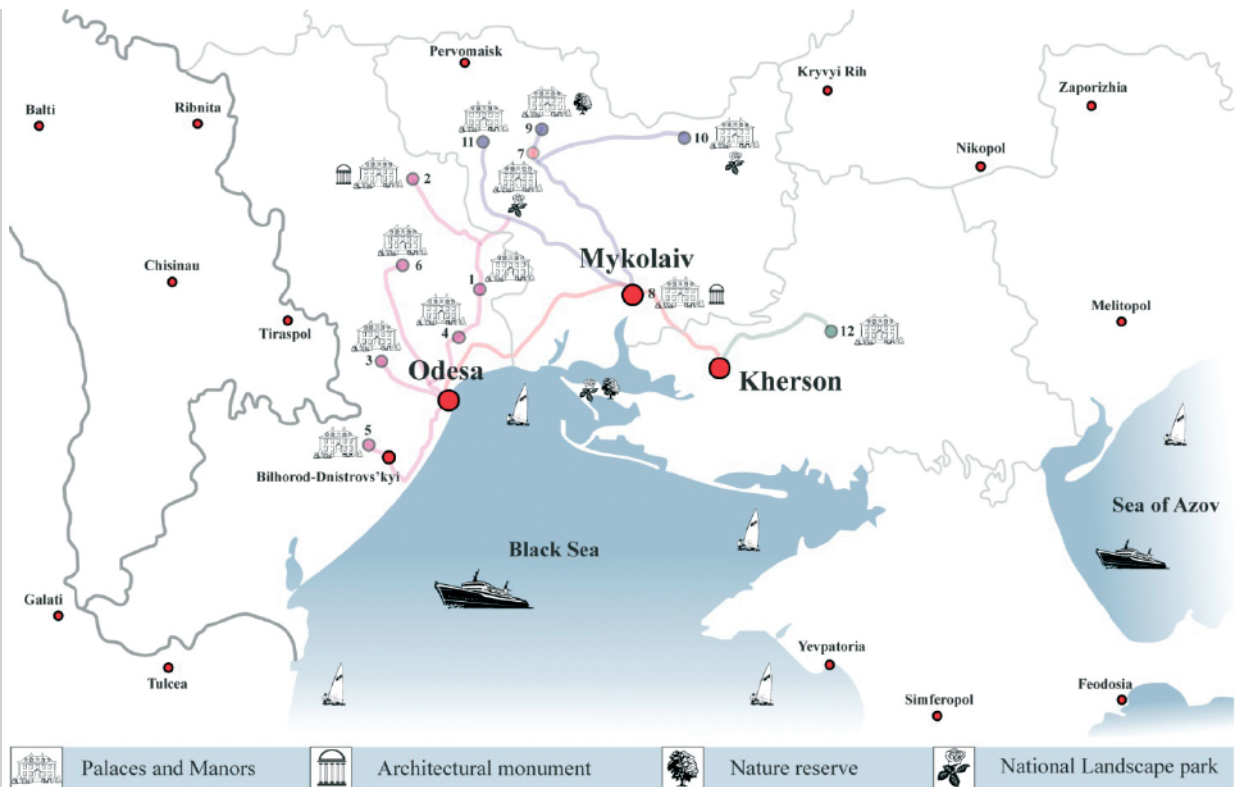 Pervomaisk
Kryvyi Rih
Zaporizhia
Balti
Ribnita
9
10
11
7
Nikopol
2
Mykolaiv
6
Chisinau
1
8
Melitopol
Tiraspol
4
12
3
Odesa
Kherson
5
Bilhorod-Dnistrovs'kyi
Sea of Azov
Black Sea
Galati
Yevpatoria
Tulcea
Simferopol
Feodosia
Palaces and Manors
Architectural monument
Nature reserve
National Landscape park